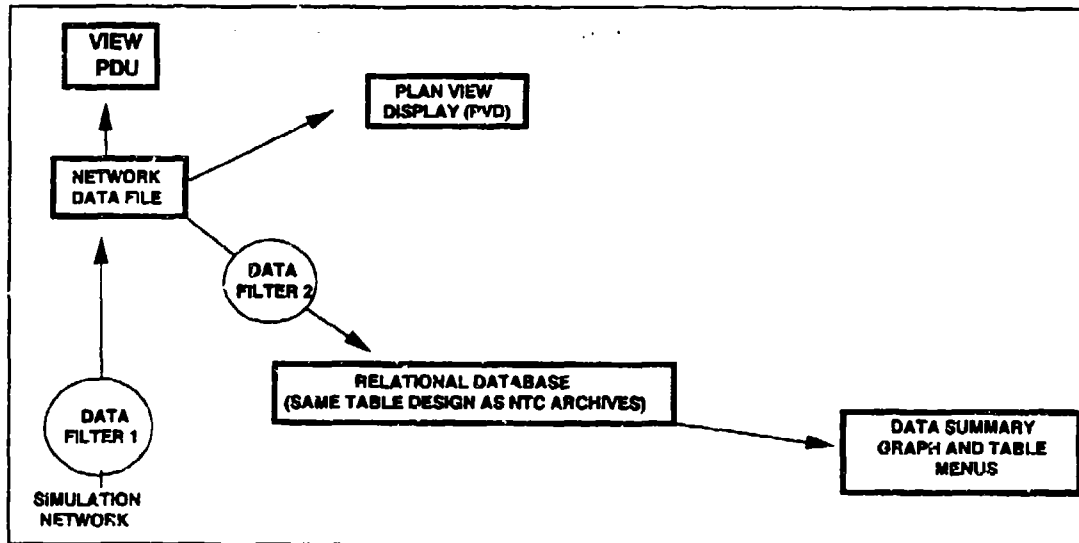 VIEW
PDU
PLAN VIEW
DISPLAY (PVD)
NETWORK
DATA FILE
DATA
FILTER 2
RELATIONAL DATABASE
(SAME TABLE DESIGN AS NTC ARCHIVES)
DATA
FILTER 1
DATA SUMMARY
GRAPH AND TABLE
MENUS
SIMULATION
NETWORK